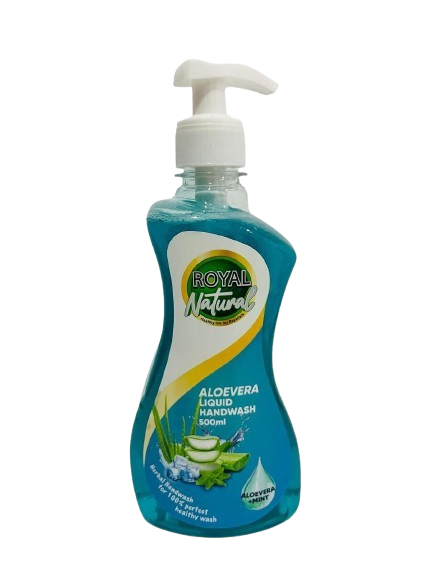 ROYAL
Natural
ALOEVERA
LIQUID
HANDWASH
500ml
Herbal Handwash
for 100% perfect
healthy wash
ALOEVERA
+MINT